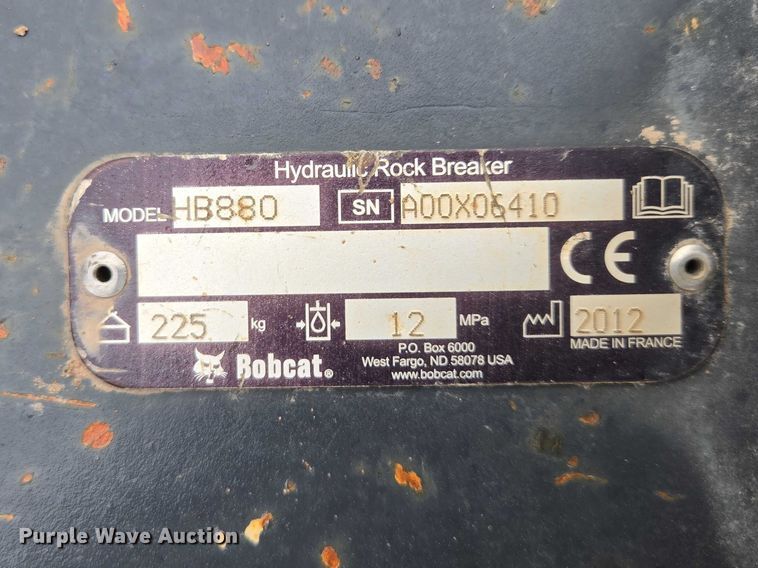 Hydraulic Rock Breaker
MODEL HB880 SN A00X06410
CE
225 kg 12 MPa 2012
MADE IN FRANCE
Bobcat®
P.O. Box 6000
West Fargo, ND 58078 USA
www.bobcat.com
Purple Wave Auction